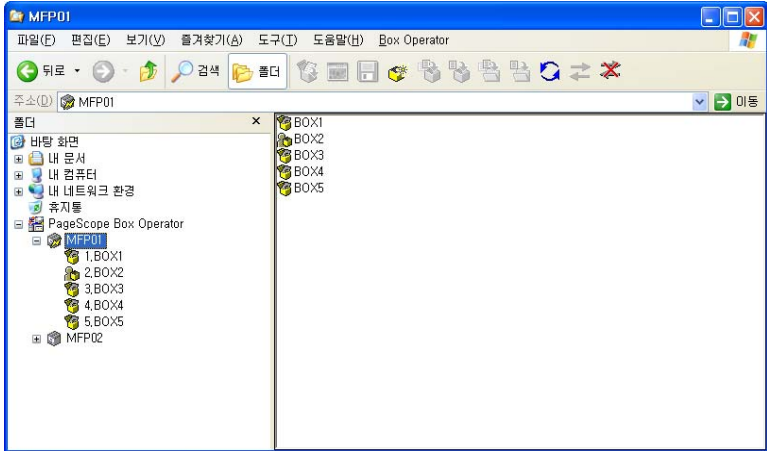 MFP01
파일(F) 편집(E) 보기(V) 즐겨찾기(A) 도구(T) 도움말(H) Box Operator
뒤로 검색 폴더
주소(D) MFP01 이동
폴더 x
바탕 화면
내 문서
내 컴퓨터
내 네트워크 환경
휴지통
PageScope Box Operator
MFP01
1,BOX1
2,BOX2
3,BOX3
4,BOX4
5,BOX5
MFP02
BOX1
BOX2
BOX3
BOX4
BOX5